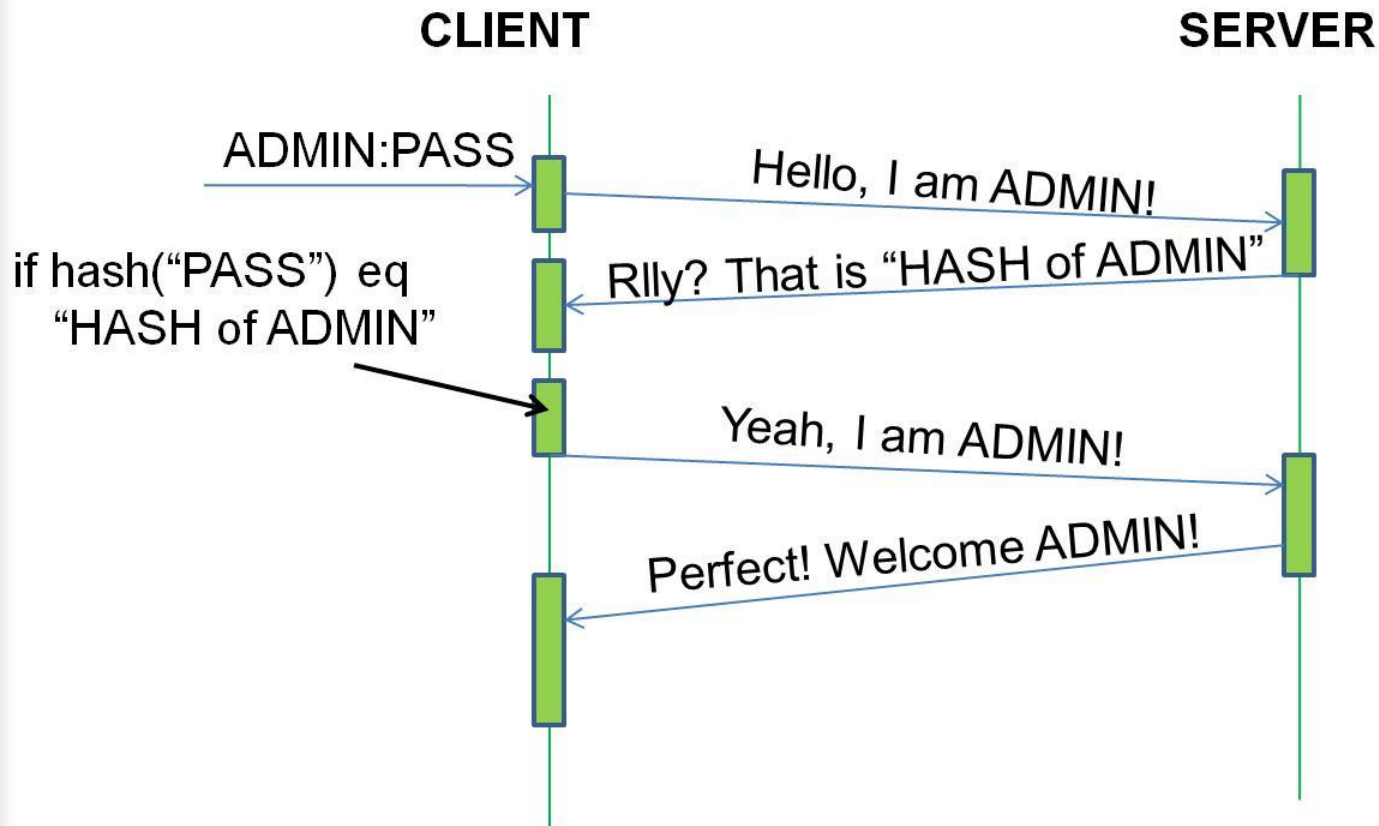 CLIENT
SERVER
ADMIN:PASS
Hello, I am ADMIN!
if hash(“PASS”) eq
“HASH of ADMIN”
Rlly? That is “HASH of ADMIN”
Yeah, I am ADMIN!
Perfect! Welcome ADMIN!